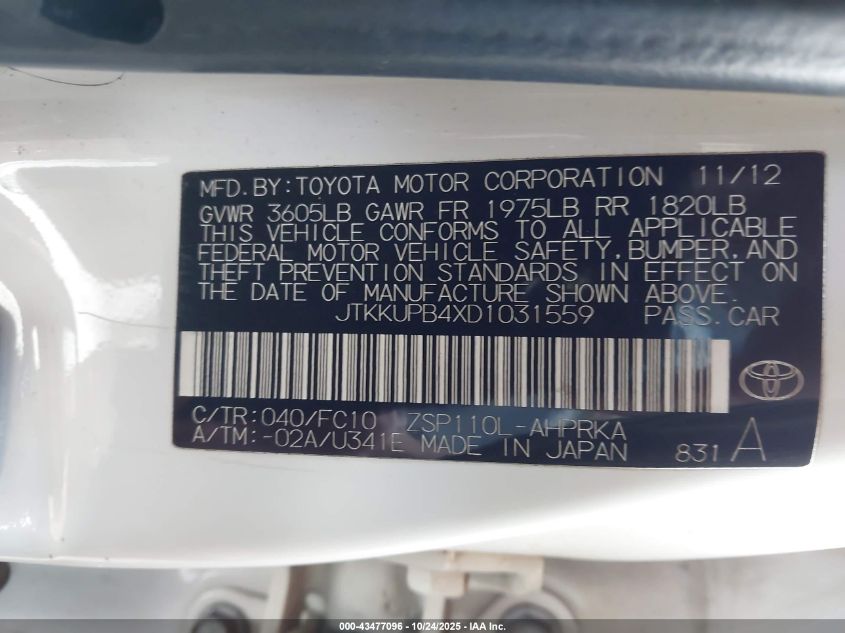 MFD.BY:TOYOTA MOTOR CORPORATION 11/12
GVWR 3605LB GAWR FR 1975LB RR 1820LB
THIS VEHICLE CONFORMS TO ALL APPLICABLE
FEDERAL MOTOR VEHICLE SAFETY,BUMPER,AND
THEFT PREVENTION STANDARDS IN EFFECT ON
THE DATE OF MANUFACTURE SHOWN ABOVE.
JTKKUPB4XD1031559 PASS.CAR
C/TR:040/FC10 ZSP110L-AHPRKA
A/TM:-02A/U341E MADE IN JAPAN 831 A
000-43477096 - 10/24/2025 - IAA Inc.